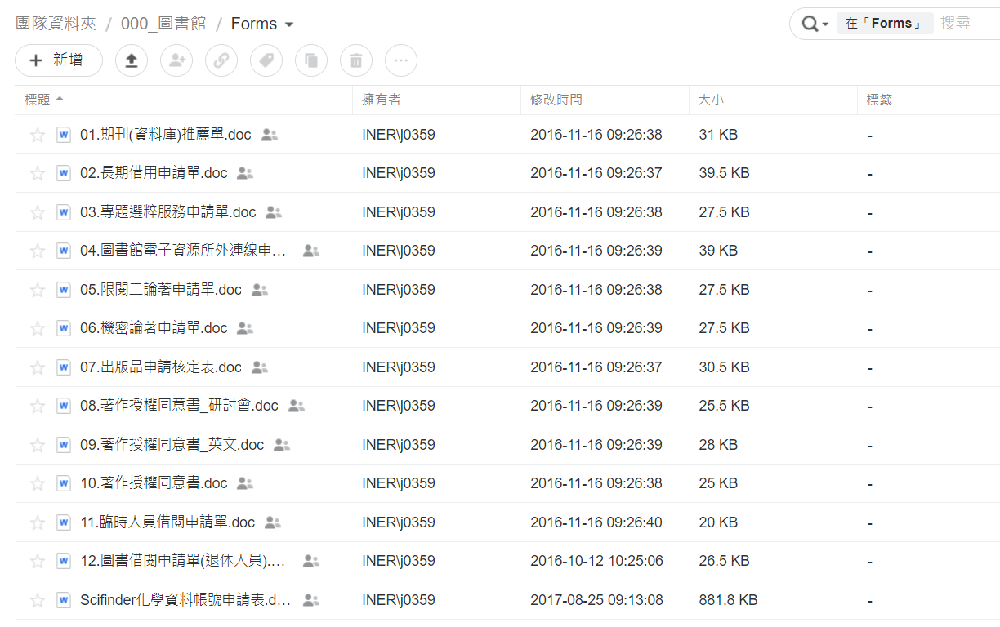 團隊資料夾 / 000_圖書館 / Forms
在「Forms」 搜尋
新增
標題 擁有者 修改時間 大小 標籤
01.期刊(資料庫)推薦單.doc INER\j0359 2016-11-16 09:26:38 31 KB -
02.長期借用申請單.doc INER\j0359 2016-11-16 09:26:37 39.5 KB -
03.專題選粹服務申請單.doc INER\j0359 2016-11-16 09:26:38 27.5 KB -
04.圖書館電子資源所外連線申... INER\j0359 2016-11-16 09:26:39 39 KB -
05.限閱二論著申請單.doc INER\j0359 2016-11-16 09:26:38 27.5 KB -
06.機密論著申請單.doc INER\j0359 2016-11-16 09:26:39 27.5 KB -
07.出版品申請核定表.doc INER\j0359 2016-11-16 09:26:37 30.5 KB -
08.著作授權同意書_研討會.doc INER\j0359 2016-11-16 09:26:39 25.5 KB -
09.著作授權同意書_英文.doc INER\j0359 2016-11-16 09:26:39 28 KB -
10.著作授權同意書.doc INER\j0359 2016-11-16 09:26:38 25 KB -
11.臨時人員借閱申請單.doc INER\j0359 2016-11-16 09:26:40 20 KB -
12.圖書借閱申請單(退休人員).... INER\j0359 2016-10-12 10:25:06 26.5 KB -
Scifinder化學資料帳號申請表.d... INER\j0359 2017-08-25 09:13:08 881.8 KB -